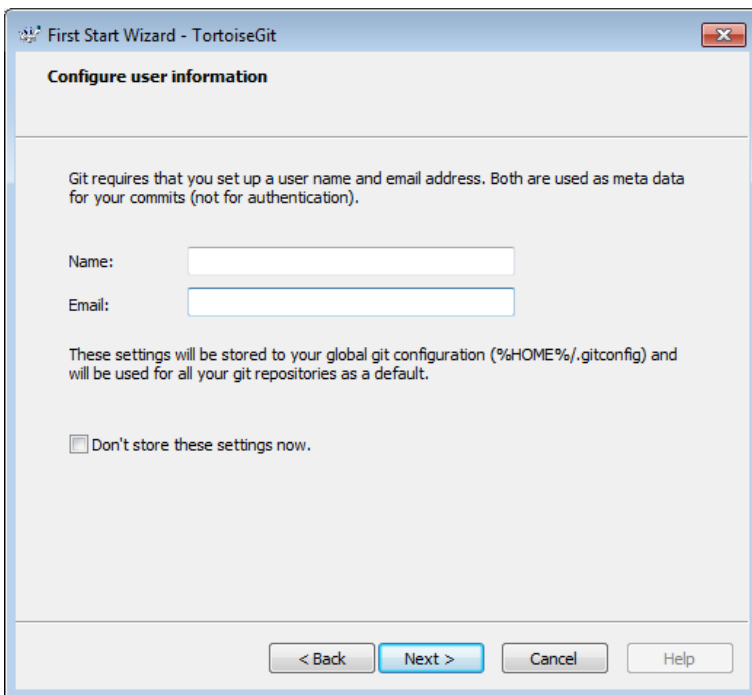 First Start Wizard - TortoiseGit
Configure user information
Git requires that you set up a user name and email address. Both are used as meta data
for your commits (not for authentication).
Name:
Email:
These settings will be stored to your global git configuration (%HOME%/.gitconfig) and
will be used for all your git repositories as a default.
Don't store these settings now.
< Back Next > Cancel Help